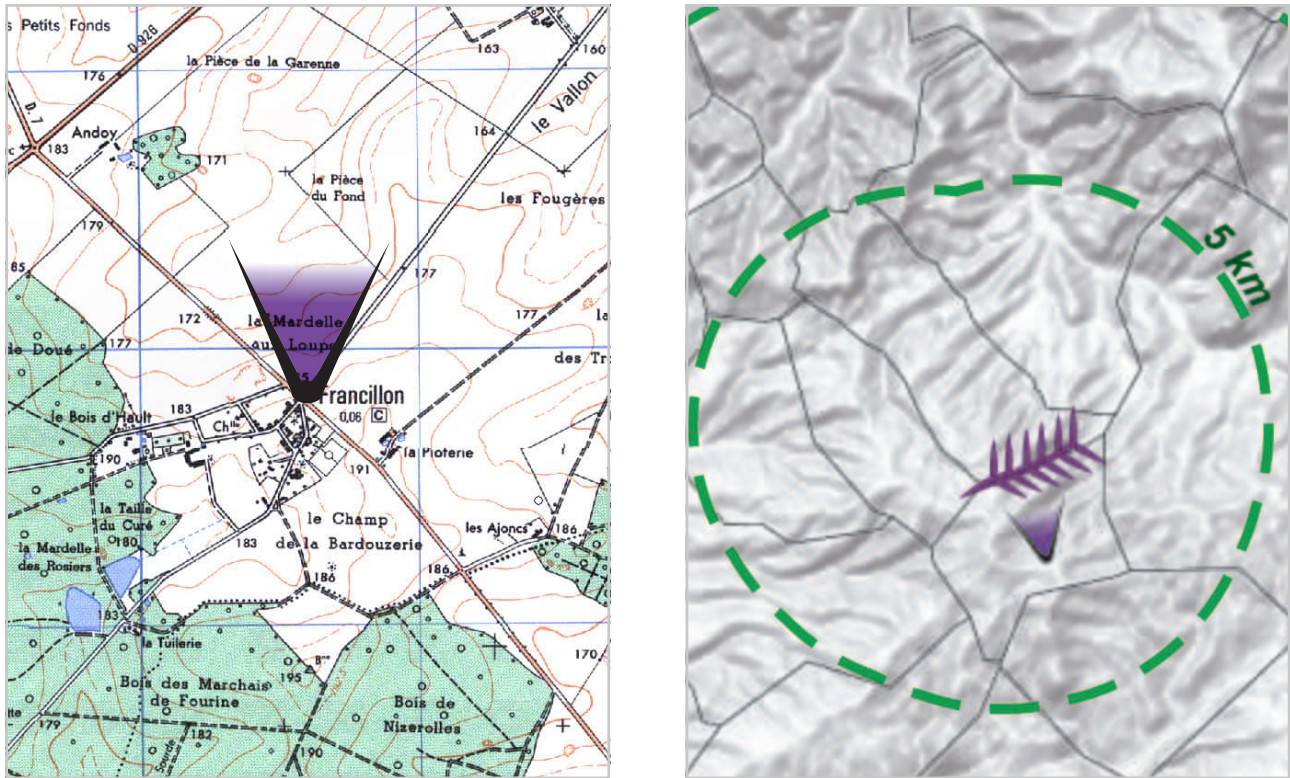 s Petits Fonds
D 926
163
160
la Pièce de la Garenne
176
le Vallon
D. 7
Andoy
164
183
171
la Pièce
du Fond
les Fougères
179
85
177
172
la Mardelle
aux Loups
177
la
177
de Doué
des Tr
Francillon
le Bois d'Hault
183
0,06 C
Chau
la Pioterie
190
191
la Taille
du Curé
180
le Champ
de la Bardouzerie
les Ajoncs
186
la Mardelle
des Rosiers
183
186
186
183
la Tuilerie
170
195
Bois des Marchais
de Fourine
Bois de
Nizerolles
179
182
190
Sourde
5 km